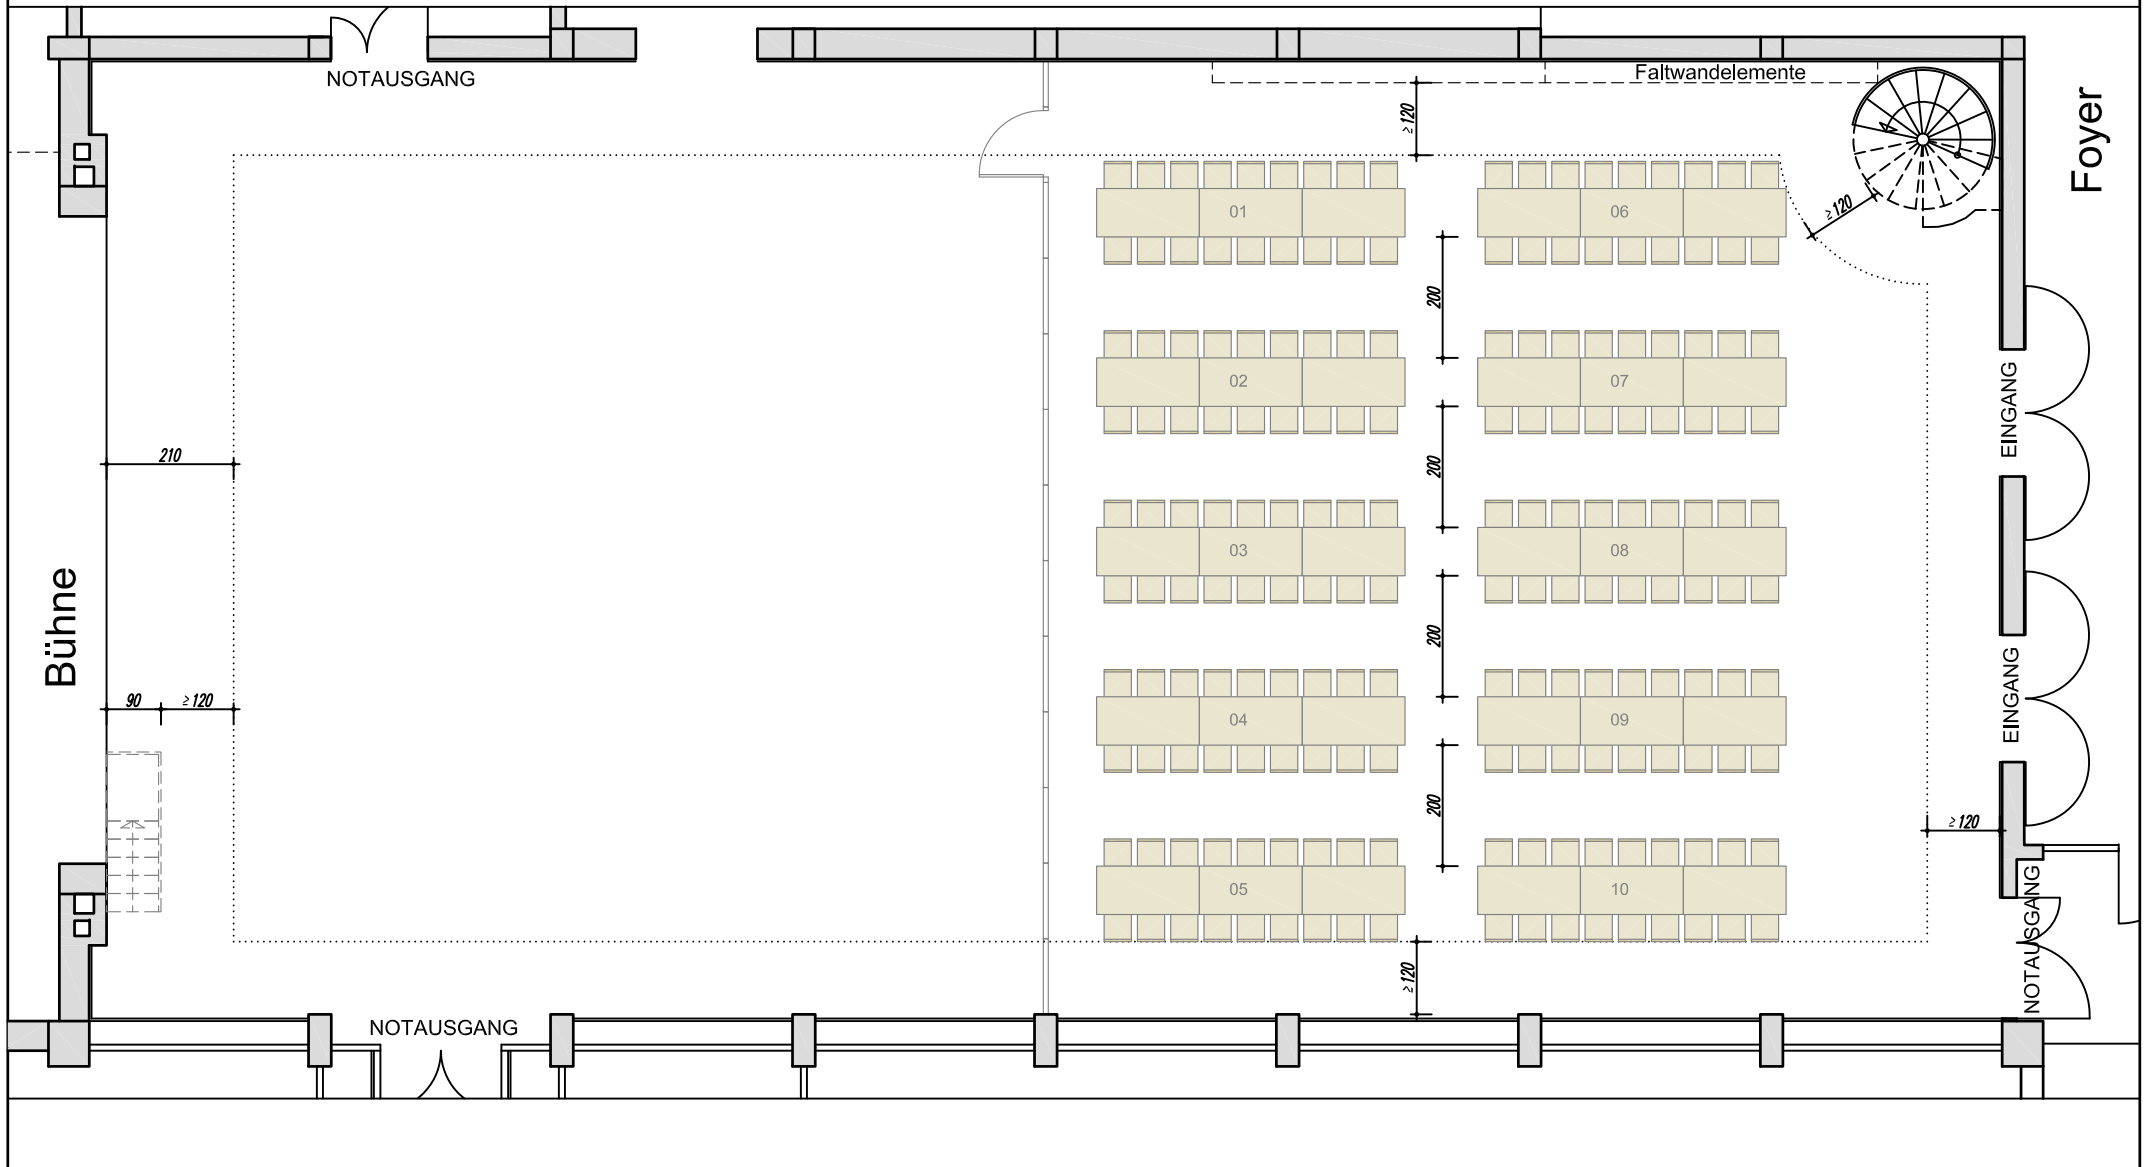 NOTAUSGANG
Faltwandelemente
Foyer
≥120
≥120
01
06
200
02
07
EINGANG
210
200
03
08
Bühne
200
90
≥120
04
09
EINGANG
200
≥120
05
10
NOTAUSGANG
≥120
NOTAUSGANG